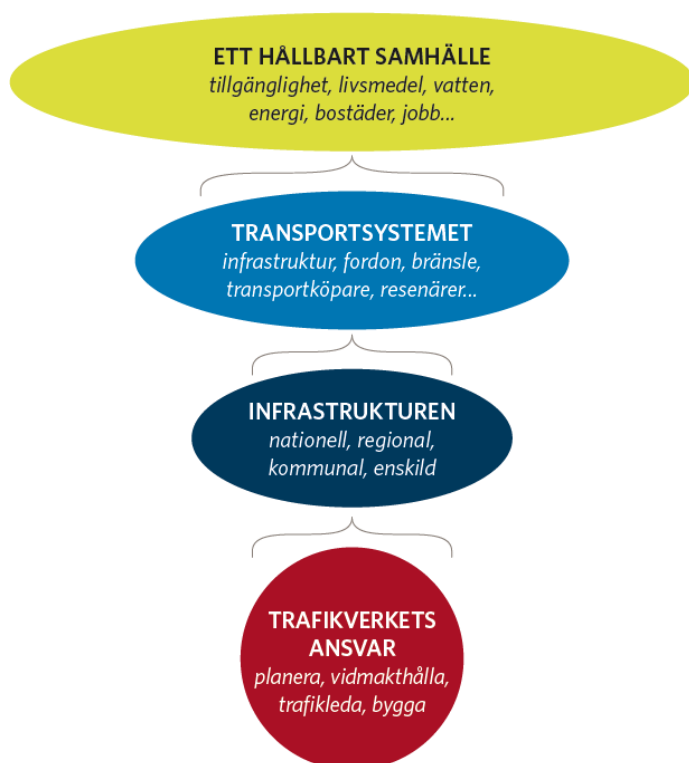 ETT HÅLLBART SAMHÄLLE
tillgänglighet, livsmedel, vatten,
energi, bostäder, jobb...
TRANSPORTSYSTEMET
infrastruktur, fordon, bränsle,
transportköpare, resenärer...
INFRASTRUKTUREN
nationell, regional,
kommunal, enskild
TRAFIKVERKETS
ANSVAR
planera, vidmakthålla,
trafikleda, bygga